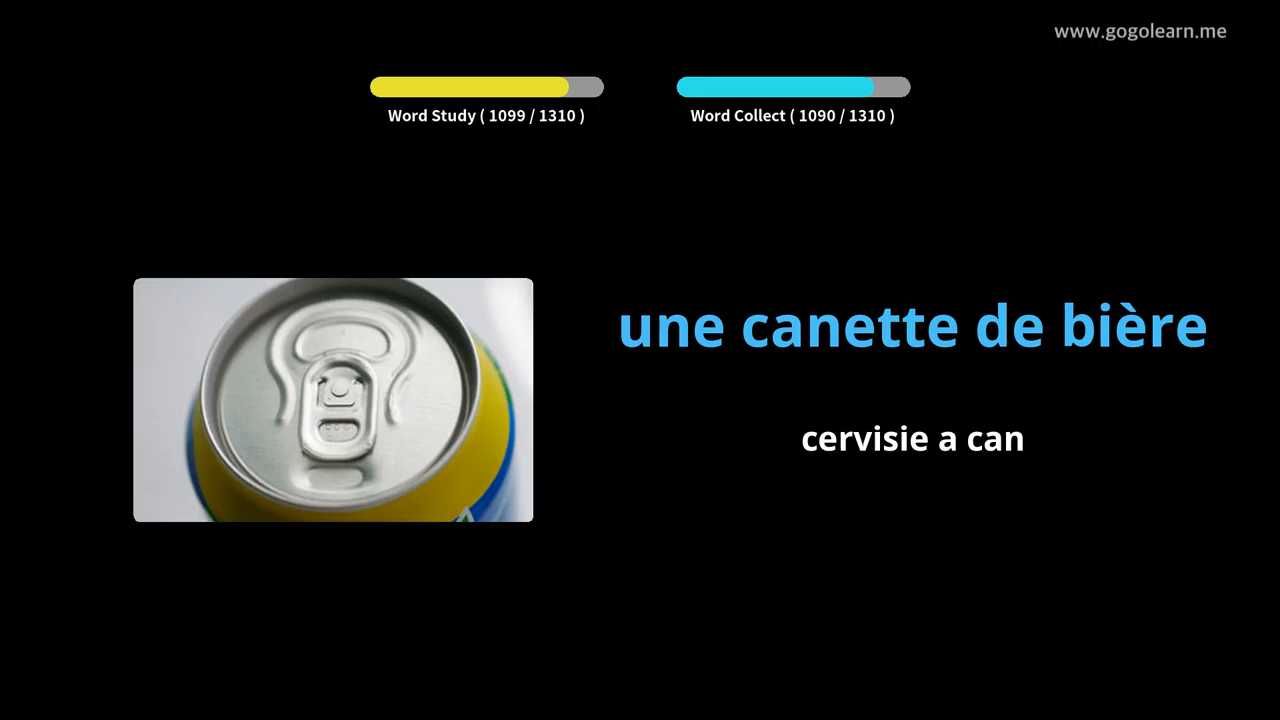 www.gogolearn.me
Word Study ( 1099 / 1310 )
Word Collect ( 1090 / 1310 )
une canette de bière
cervisie a can